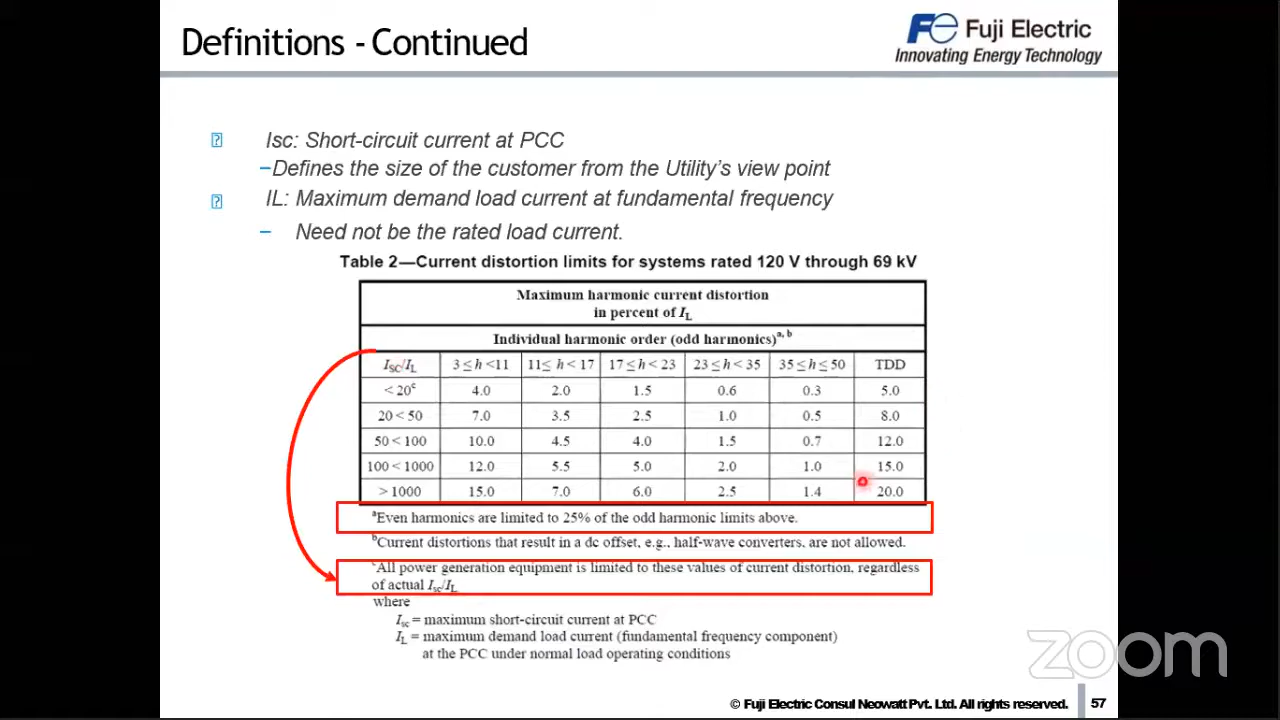 Definitions - Continued
Fe Fuji Electric
Innovating Energy Technology
Isc: Short-circuit current at PCC
–Defines the size of the customer from the Utility's view point
IL: Maximum demand load current at fundamental frequency
– Need not be the rated load current.
Table 2—Current distortion limits for systems rated 120 V through 69 kV
Maximum harmonic current distortion
in percent of IL
Individual harmonic order (odd harmonics)a, b
ISC/IL 3 ≤ h <11 11≤ h < 17 17 ≤ h < 23 23 ≤ h < 35 35 ≤ h ≤ 50 TDD
< 20c 4.0 2.0 1.5 0.6 0.3 5.0
20 < 50 7.0 3.5 2.5 1.0 0.5 8.0
50 < 100 10.0 4.5 4.0 1.5 0.7 12.0
100 < 1000 12.0 5.5 5.0 2.0 1.0 15.0
> 1000 15.0 7.0 6.0 2.5 1.4 20.0
aEven harmonics are limited to 25% of the odd harmonic limits above.
bCurrent distortions that result in a dc offset, e.g., half-wave converters, are not allowed.
cAll power generation equipment is limited to these values of current distortion, regardless
of actual Isc/IL
where
Isc = maximum short-circuit current at PCC
IL = maximum demand load current (fundamental frequency component)
at the PCC under normal load operating conditions
zoom
© Fuji Electric Consul Neowatt Pvt. Ltd. All rights reserved. 57